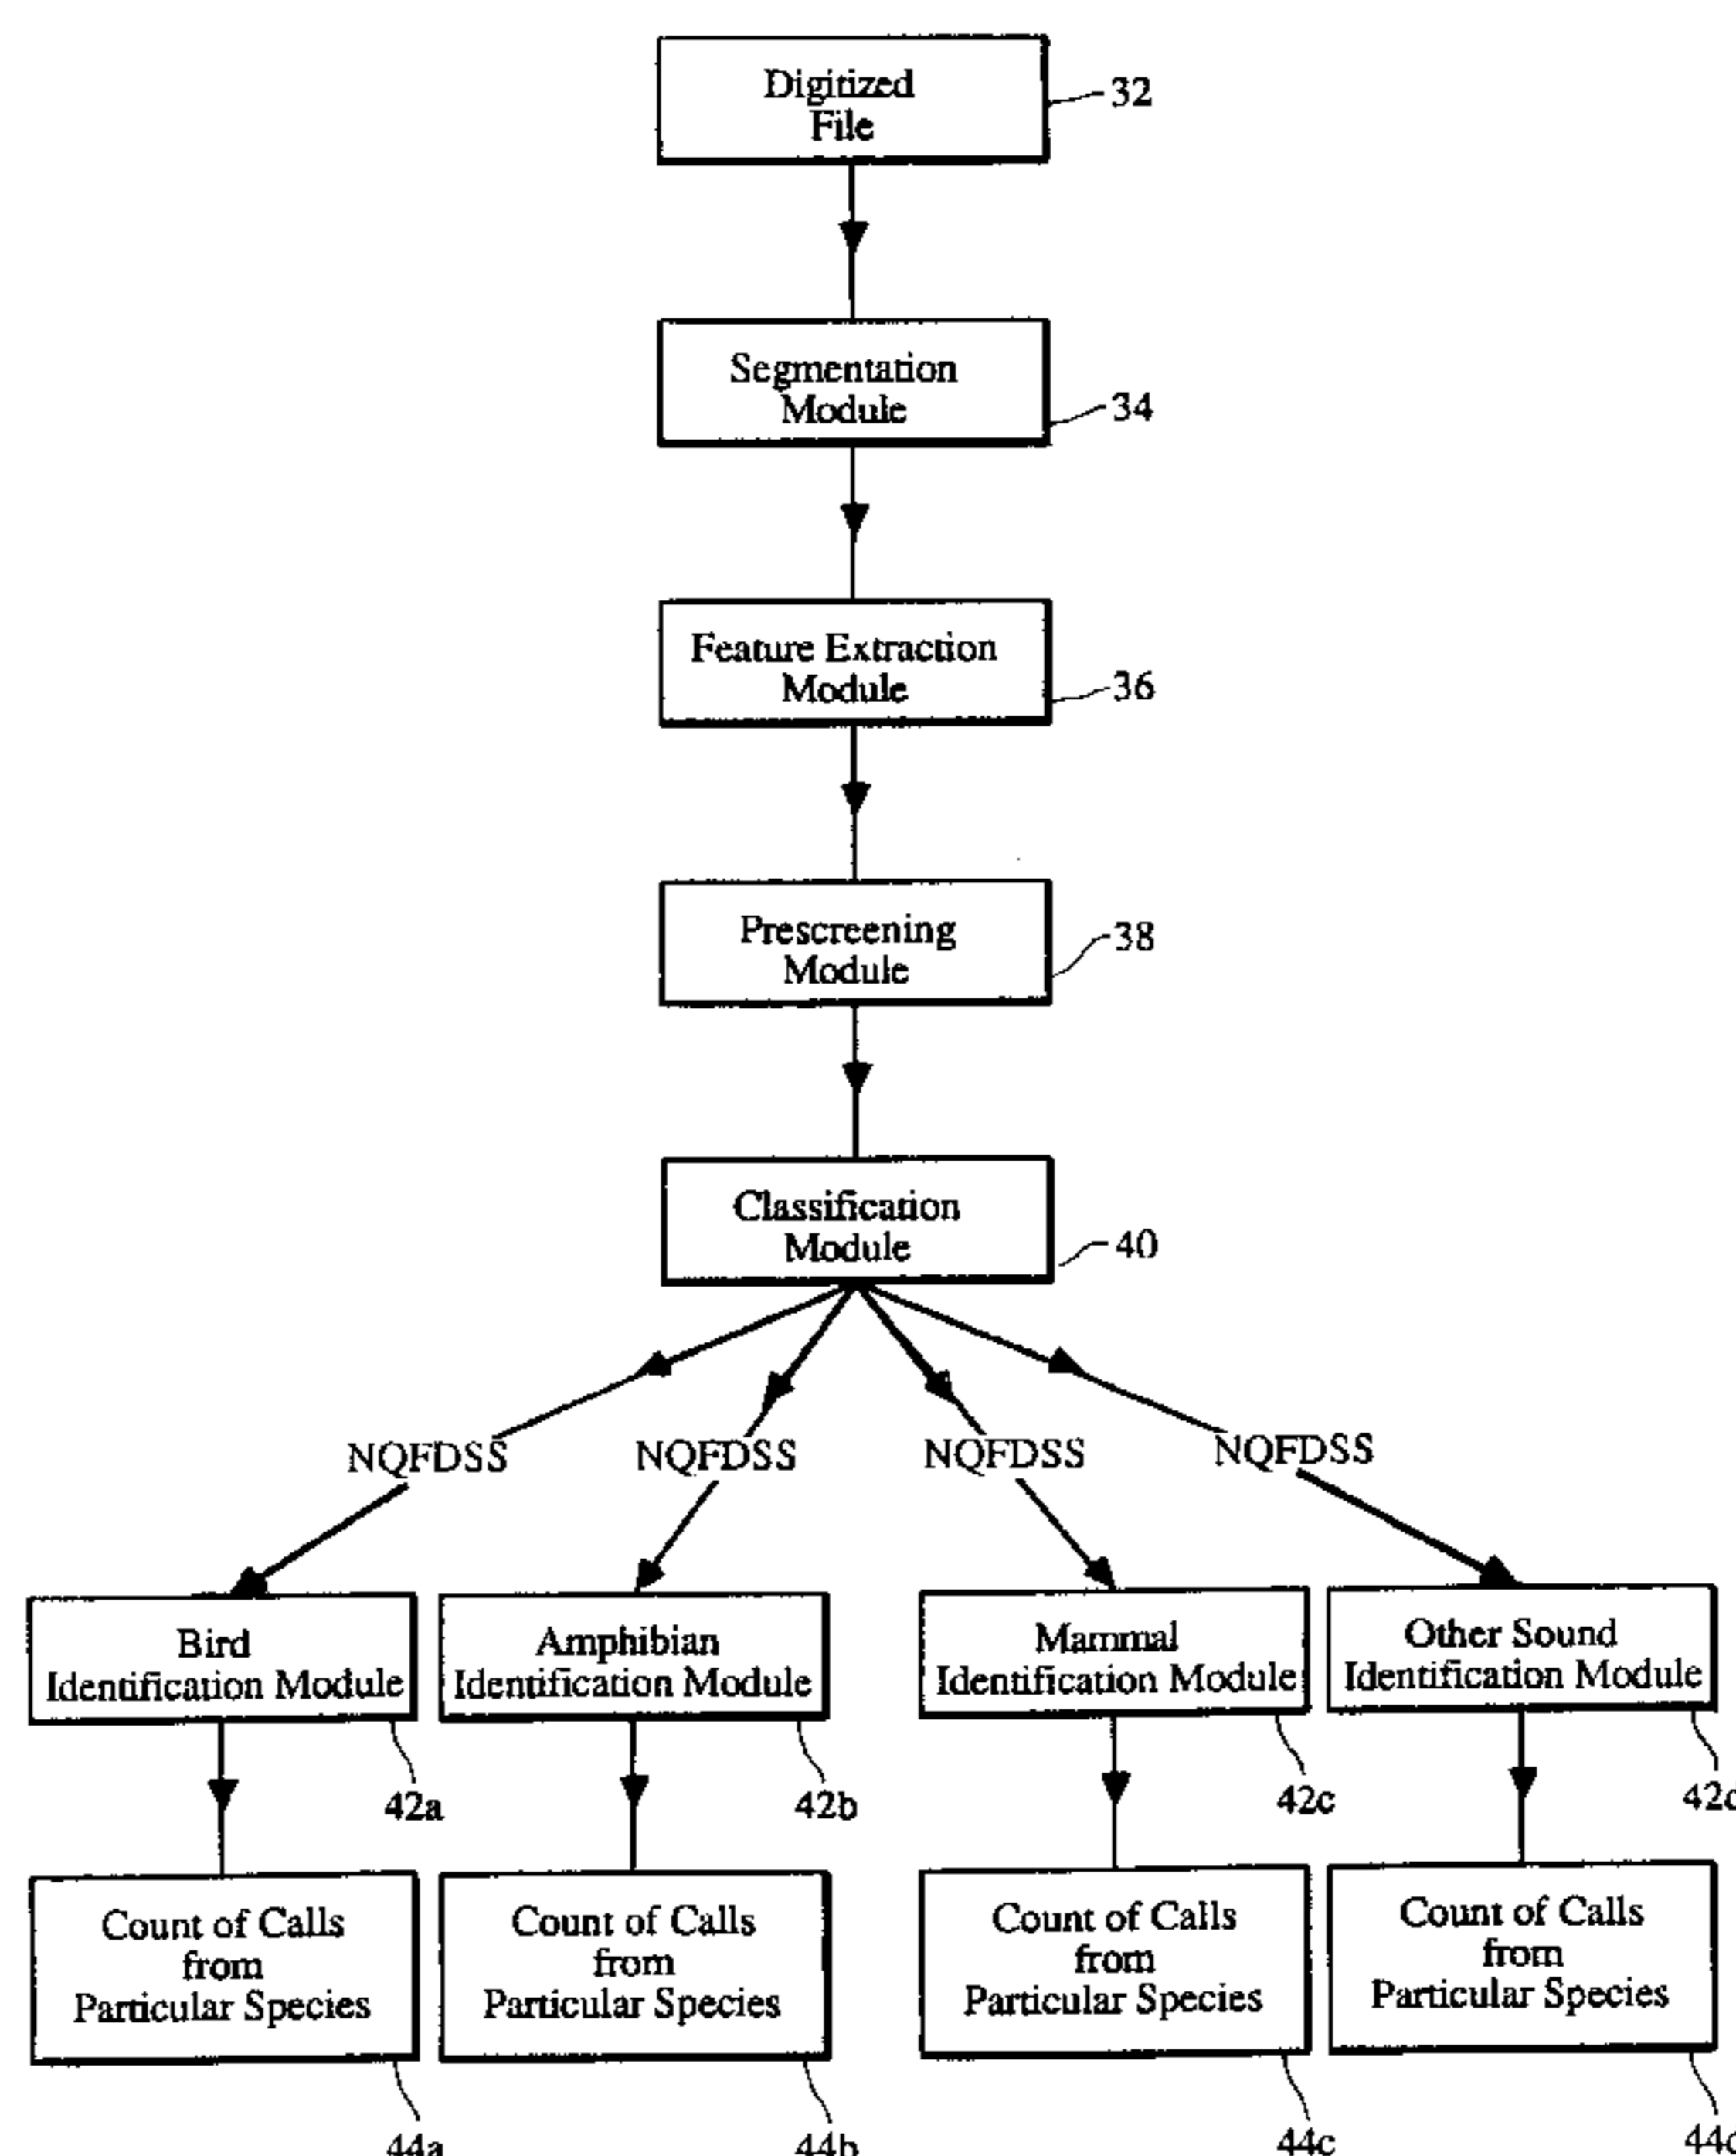 Digitized
File
32
Segmentation
Module
34
Feature Extraction
Module
36
Prescreening
Module
38
Classification
Module
40
NQFDSS
NQFDSS
NQFDSS
NQFDSS
Bird
Identification Module
Amphibian
Identification Module
Mammal
Identification Module
Other Sound
Identification Module
42a
42b
42c
42d
Count of Calls
from
Particular Species
Count of Calls
from
Particular Species
Count of Calls
from
Particular Species
Count of Calls
from
Particular Species
44a
44b
44c
44d